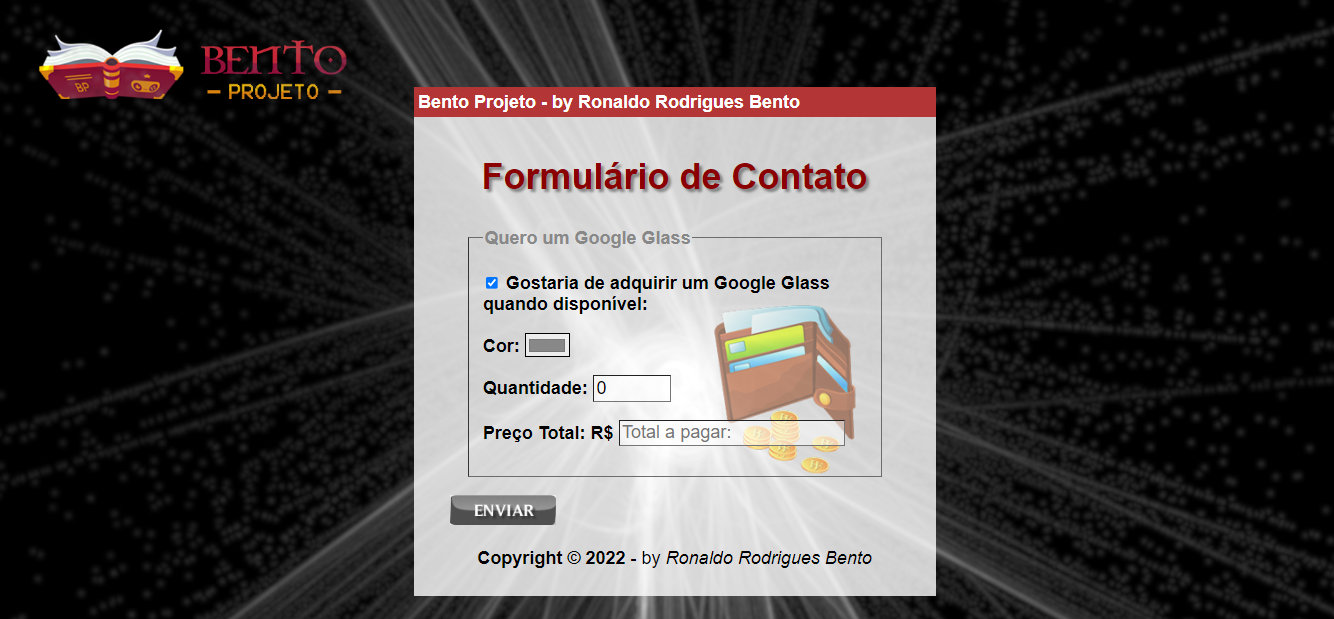 BENTO
PROJETO
BP
Bento Projeto - by Ronaldo Rodrigues Bento
Formulário de Contato
Quero um Google Glass
Gostaria de adquirir um Google Glass
quando disponível:
Cor:
Quantidade: 0
Preço Total: R$ Total a pagar:
ENVIAR
Copyright © 2022 - by Ronaldo Rodrigues Bento